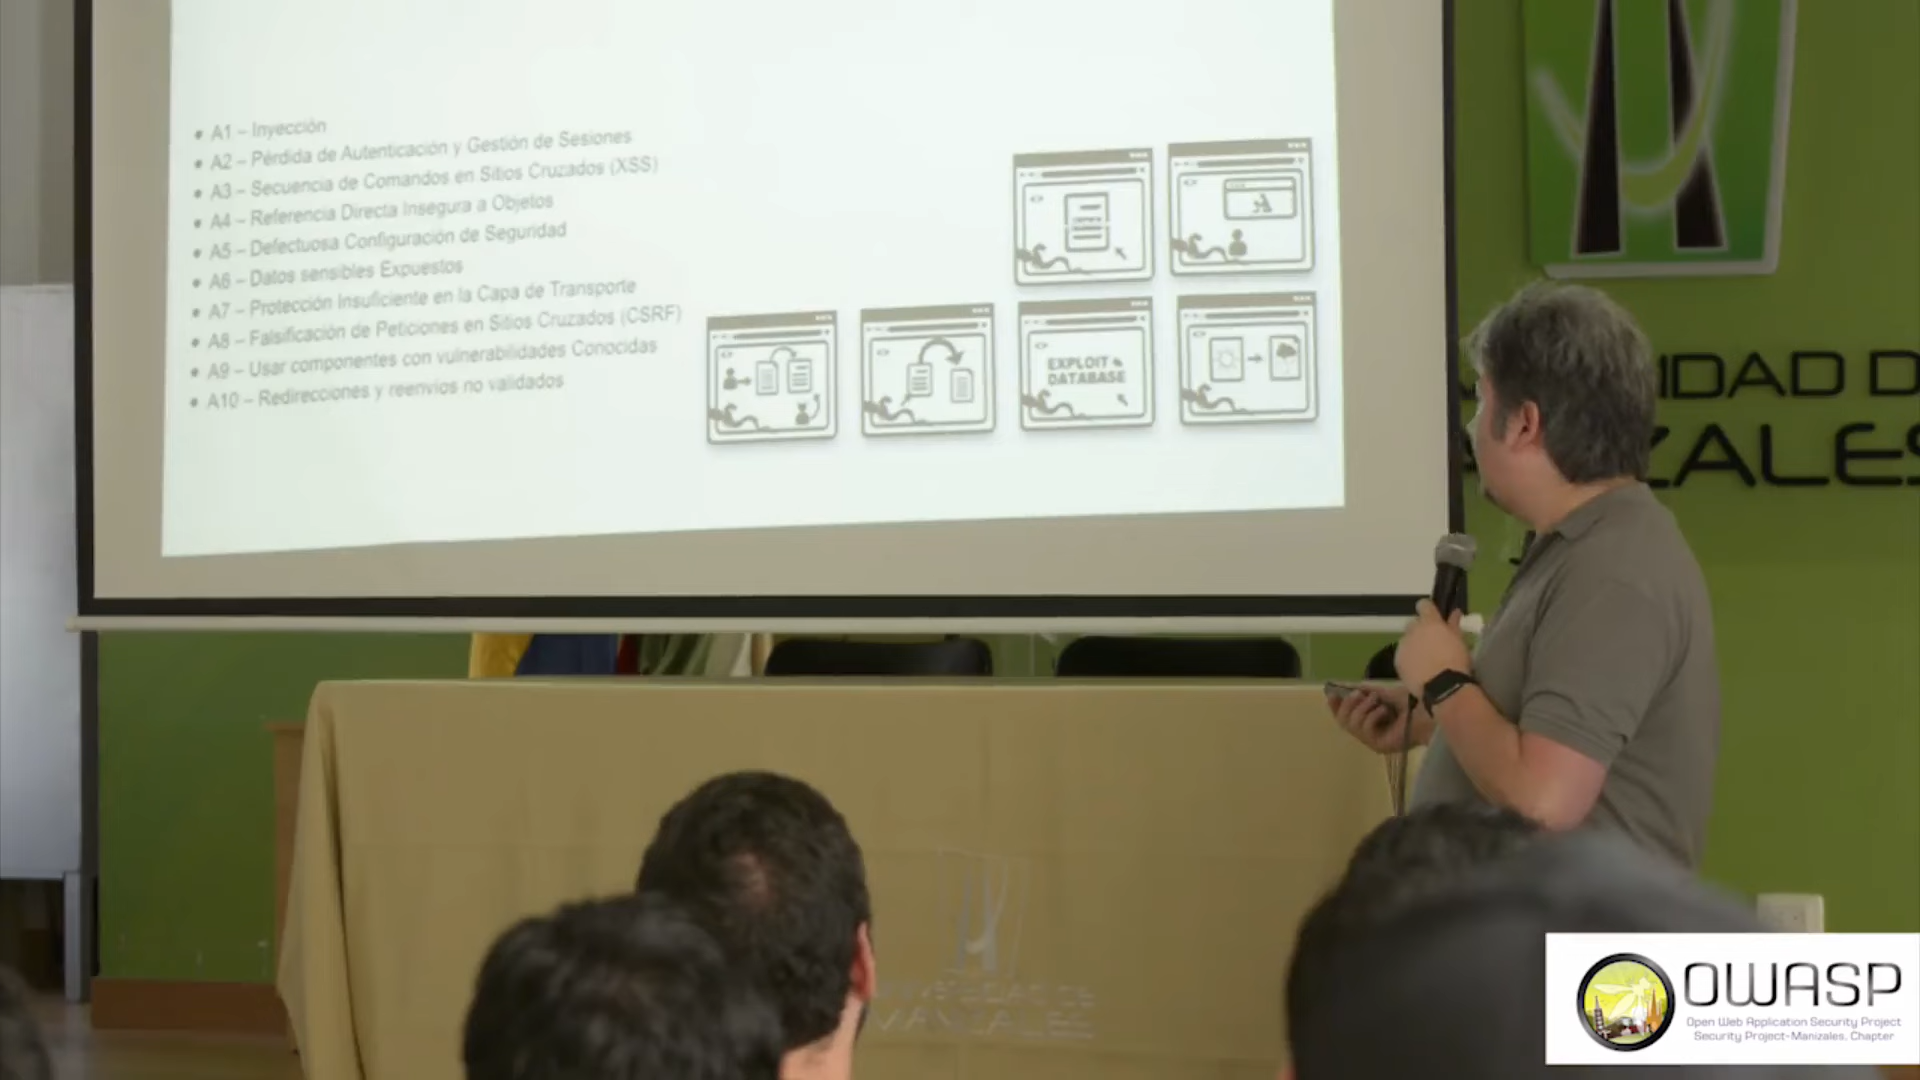 • A1 – Inyección
• A2 – Pérdida de Autenticación y Gestión de Sesiones
• A3 – Secuencia de Comandos en Sitios Cruzados (XSS)
• A4 – Referencia Directa Insegura a Objetos
• A5 – Defectuosa Configuración de Seguridad
• A6 – Datos sensibles Expuestos
• A7 – Protección Insuficiente en la Capa de Transporte
• A8 – Falsificación de Peticiones en Sitios Cruzados (CSRF)
• A9 – Usar componentes con vulnerabilidades Conocidas
• A10 – Redirecciones y reenvios no validados
EXPLOIT
DATABASE
IDAD D
ZALES
MANIZALES
OWASP
Open Web Application Security Project
Security Project-Manizales, Chapter